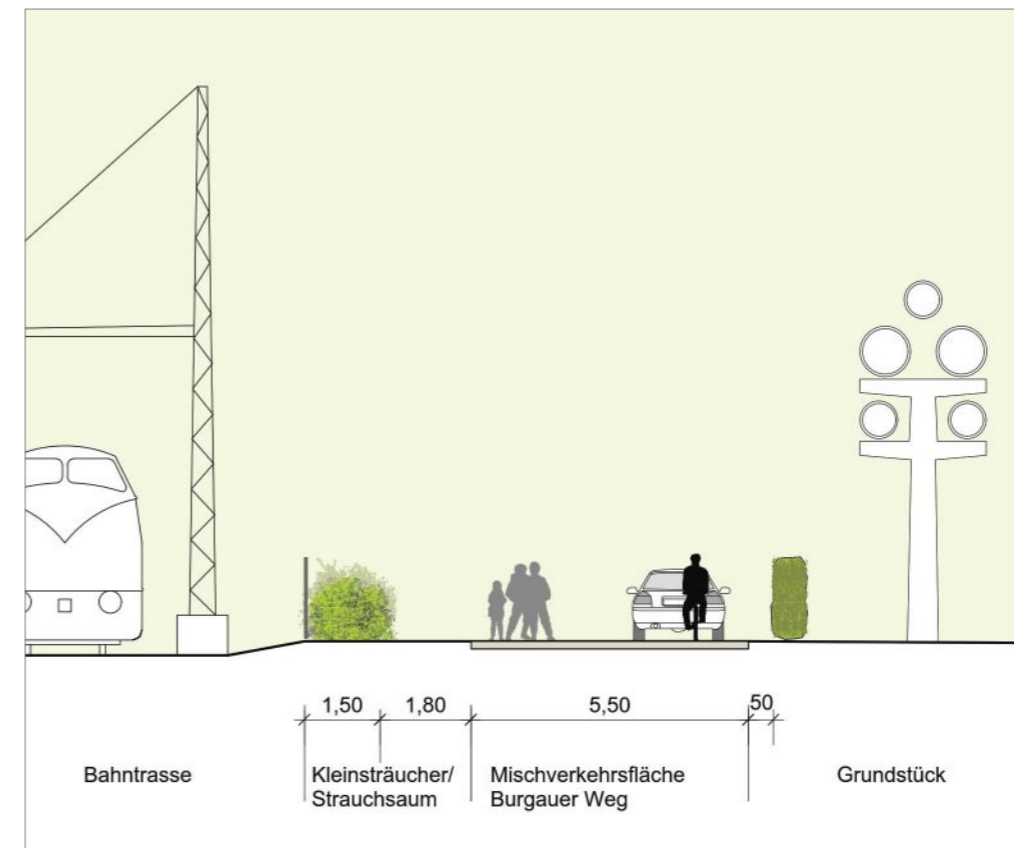 1,50 1,80 5,50 50
Bahntrasse Kleinsträucher/ Mischverkehrsfläche Grundstück
Strauchsaum Burgauer Weg